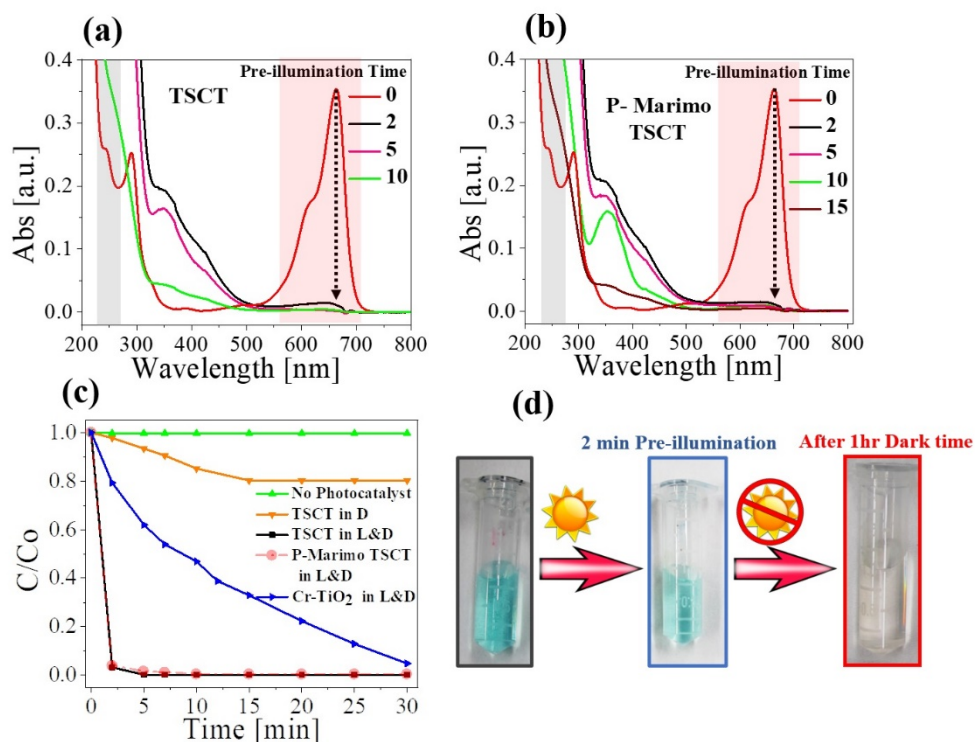 (a)
0.4
0.3
0.2
0.1
0.0
Abs [a.u.]
TSCT
Pre-illumination Time
0
2
5
10
200 300 400 500 600 700 800
Wavelength [nm]
(b)
0.4
0.3
0.2
0.1
0.0
Abs [a.u.]
P- Marimo
TSCT
Pre-illumination Time
0
2
5
10
15
200 300 400 500 600 700 800
Wavelength [nm]
(c)
1.0
0.8
0.6
0.4
0.2
0.0
C/Co
No Photocatalyst
TSCT in D
TSCT in L&D
P-Marimo TSCT
in L&D
Cr-TiO₂ in L&D
0 5 10 15 20 25 30
Time [min]
(d)
2 min Pre-illumination
After 1hr Dark time